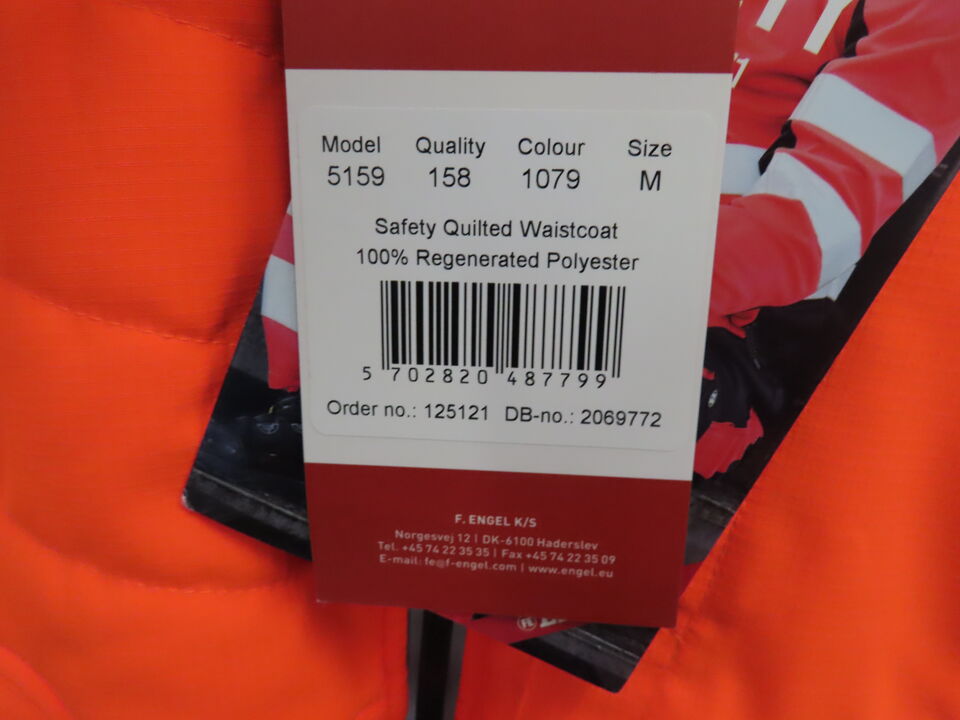 Model Quality Colour Size
5159 158 1079 M
Safety Quilted Waistcoat
100% Regenerated Polyester
5 702820 487799
Order no.: 125121 DB-no.: 2069772
F. ENGEL K/S
Norgesvej 12 | DK-6100 Haderslev
Tel. +45 74 22 35 35 | Fax +45 74 22 35 09
E-mail: fe@f-engel.com | www.engel.eu